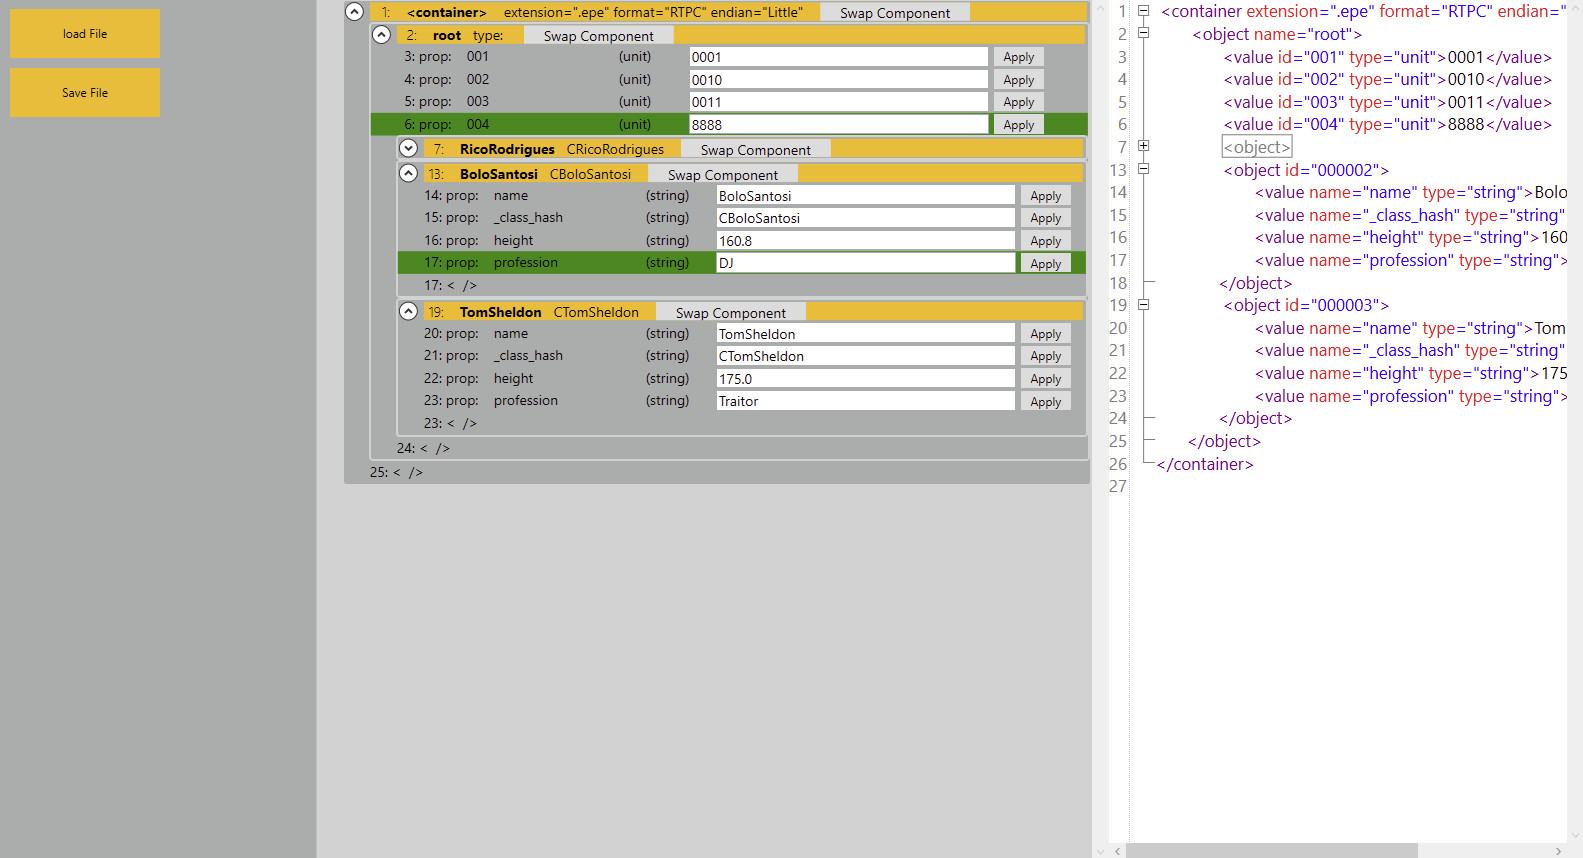 load File
Save File
1: <container> extension=".epe" format="RTPC" endian="Little" Swap Component
2: root type: Swap Component
3: prop: 001 (unit) 0001 Apply
4: prop: 002 (unit) 0010 Apply
5: prop: 003 (unit) 0011 Apply
6: prop: 004 (unit) 8888 Apply
7: RicoRodrigues CRicoRodrigues Swap Component
13: BoloSantosi CBoloSantosi Swap Component
14: prop: name (string) BoloSantosi Apply
15: prop: _class_hash (string) CBoloSantosi Apply
16: prop: height (string) 160.8 Apply
17: prop: profession (string) DJ Apply
17: < />
19: TomSheldon CTomSheldon Swap Component
20: prop: name (string) TomSheldon Apply
21: prop: _class_hash (string) CTomSheldon Apply
22: prop: height (string) 175.0 Apply
23: prop: profession (string) Traitor Apply
23: < />
24: < />
25: < />
1 <container extension=".epe" format="RTPC" endian="
2 <object name="root">
3 <value id="001" type="unit">0001</value>
4 <value id="002" type="unit">0010</value>
5 <value id="003" type="unit">0011</value>
6 <value id="004" type="unit">8888</value>
7 <object>
13 <object id="000002">
14 <value name="name" type="string">Bolo
15 <value name="_class_hash" type="string"
16 <value name="height" type="string">160
17 <value name="profession" type="string">
18 </object>
19 <object id="000003">
20 <value name="name" type="string">Tom
21 <value name="_class_hash" type="string"
22 <value name="height" type="string">175
23 <value name="profession" type="string">
24 </object>
25 </object>
26 </container>
27